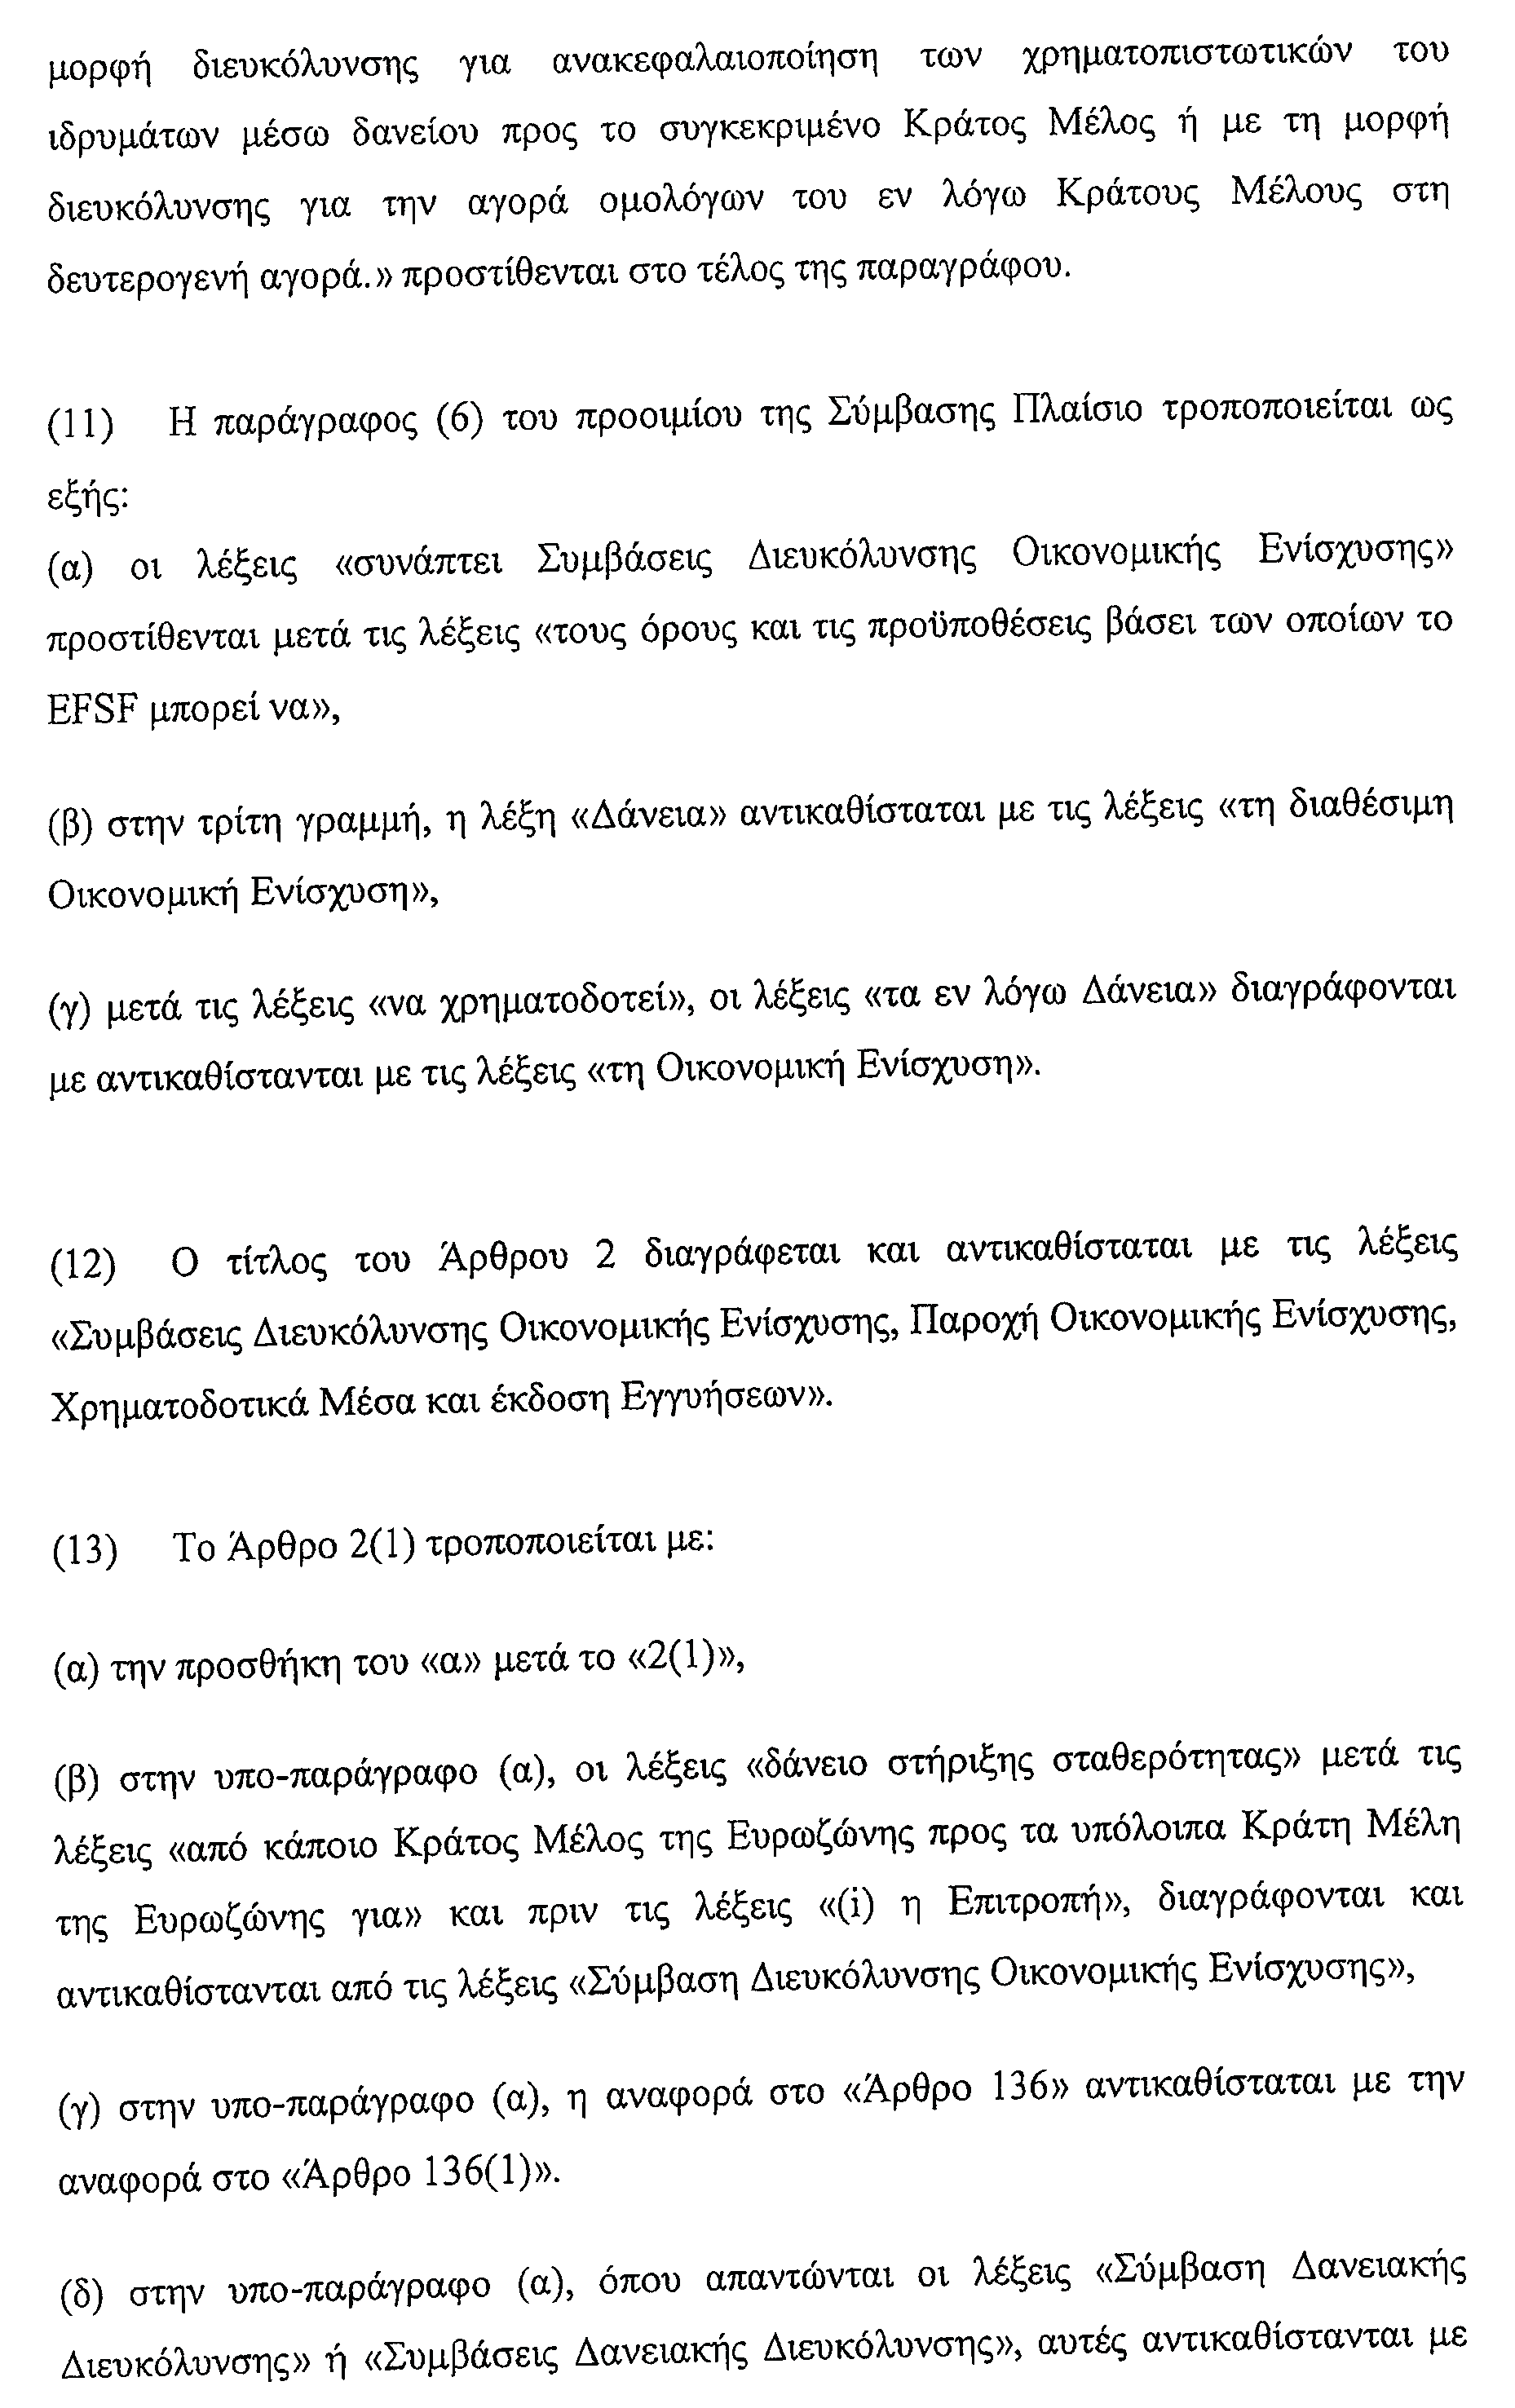 μορφή διευκόλυνσης για ανακεφαλαιοποίηση των χρηματοπιστωτικών του
ιδρυμάτων μέσω δανείου προς το συγκεκριμένο Κράτος Μέλος ή με τη μορφή
διευκόλυνσης για την αγορά ομολόγων του εν λόγω Κράτους Μέλους στη
δευτερογενή αγορά.» προστίθενται στο τέλος της παραγράφου.
(11) Η παράγραφος (6) του προοιμίου της Σύμβασης Πλαίσιο τροποποιείται ως
εξής:
(α) οι λέξεις «συνάπτει Συμβάσεις Διευκόλυνσης Οικονομικής Ενίσχυσης»
προστίθενται μετά τις λέξεις «τους όρους και τις προϋποθέσεις βάσει των οποίων το
EFSF μπορεί να»,
(β) στην τρίτη γραμμή, η λέξη «Δάνεια» αντικαθίσταται με τις λέξεις «τη διαθέσιμη
Οικονομική Ενίσχυση»,
(γ) μετά τις λέξεις «να χρηματοδοτεί», οι λέξεις «τα εν λόγω Δάνεια» διαγράφονται
με αντικαθίστανται με τις λέξεις «τη Οικονομική Ενίσχυση».
(12) Ο τίτλος του Άρθρου 2 διαγράφεται και αντικαθίσταται με τις λέξεις
«Συμβάσεις Διευκόλυνσης Οικονομικής Ενίσχυσης, Παροχή Οικονομικής Ενίσχυσης,
Χρηματοδοτικά Μέσα και έκδοση Εγγυήσεων».
(13) Το Άρθρο 2(1) τροποποιείται με:
(α) την προσθήκη του «α» μετά το «2(1)»,
(β) στην υπο-παράγραφο (α), οι λέξεις «δάνειο στήριξης σταθερότητας» μετά τις
λέξεις «από κάποιο Κράτος Μέλος της Ευρωζώνης προς τα υπόλοιπα Κράτη Μέλη
της Ευρωζώνης για» και πριν τις λέξεις «(i) η Επιτροπή», διαγράφονται και
αντικαθίστανται από τις λέξεις «Σύμβαση Διευκόλυνσης Οικονομικής Ενίσχυσης»,
(γ) στην υπο-παράγραφο (α), η αναφορά στο «Άρθρο 136» αντικαθίσταται με την
αναφορά στο «Άρθρο 136(1)».
(δ) στην υπο-παράγραφο (α), όπου απαντώνται οι λέξεις «Σύμβαση Δανειακής
Διευκόλυνσης» ή «Συμβάσεις Δανειακής Διευκόλυνσης», αυτές αντικαθίστανται με